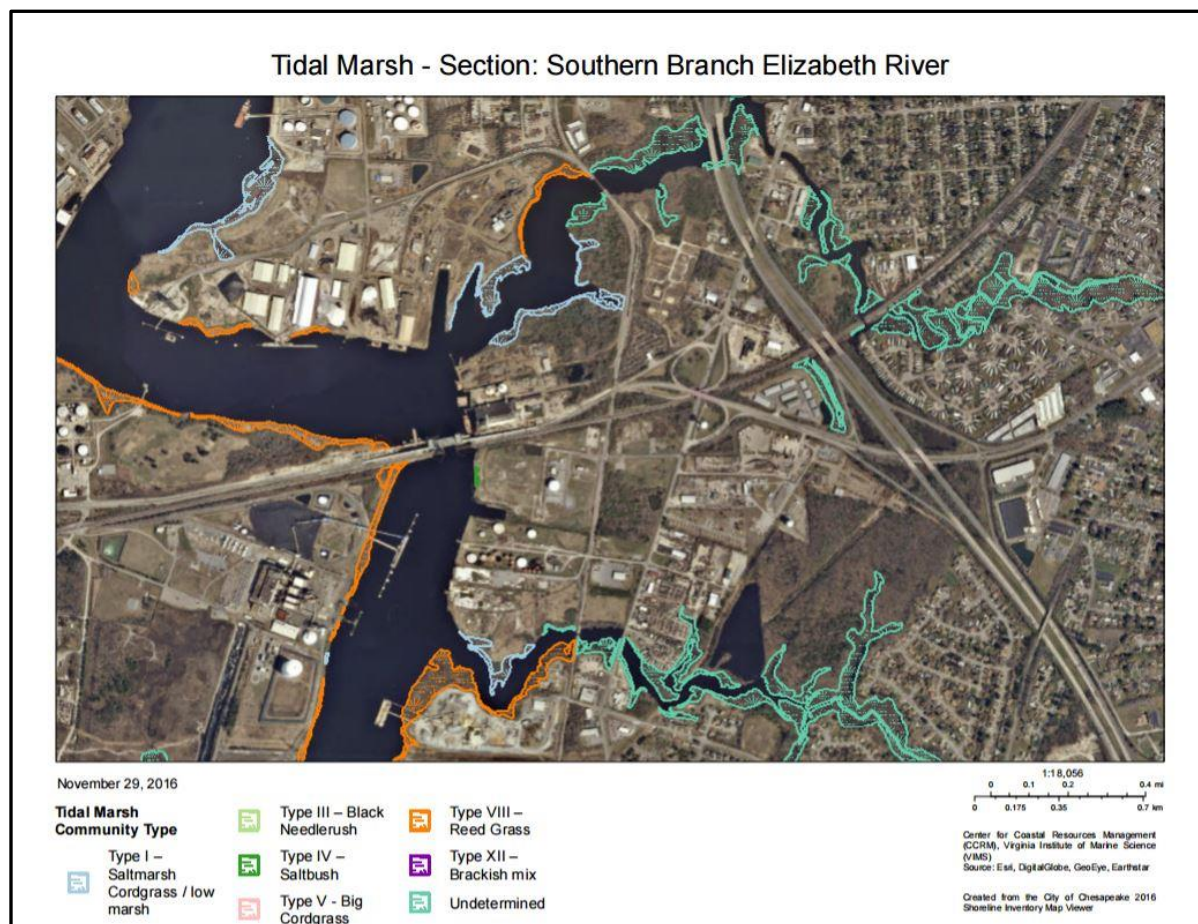 Tidal Marsh - Section: Southern Branch Elizabeth River
November 29, 2016
1:18,056
0 0.1 0.2 0.4 mi
0 0.175 0.35 0.7 km
Tidal Marsh
Community Type
Type I –
Saltmarsh
Cordgrass / low
marsh
Type III – Black
Needlerush
Type IV –
Saltbush
Type V - Big
Cordgrass
Type VIII –
Reed Grass
Type XII –
Brackish mix
Undetermined
Center for Coastal Resources Management
(CCRM), Virginia Institute of Marine Science
(VIMS)
Source: Esri, DigitalGlobe, GeoEye, Earthstar
Created from the City of Chesapeake 2016
Shoreline Inventory Map Viewer